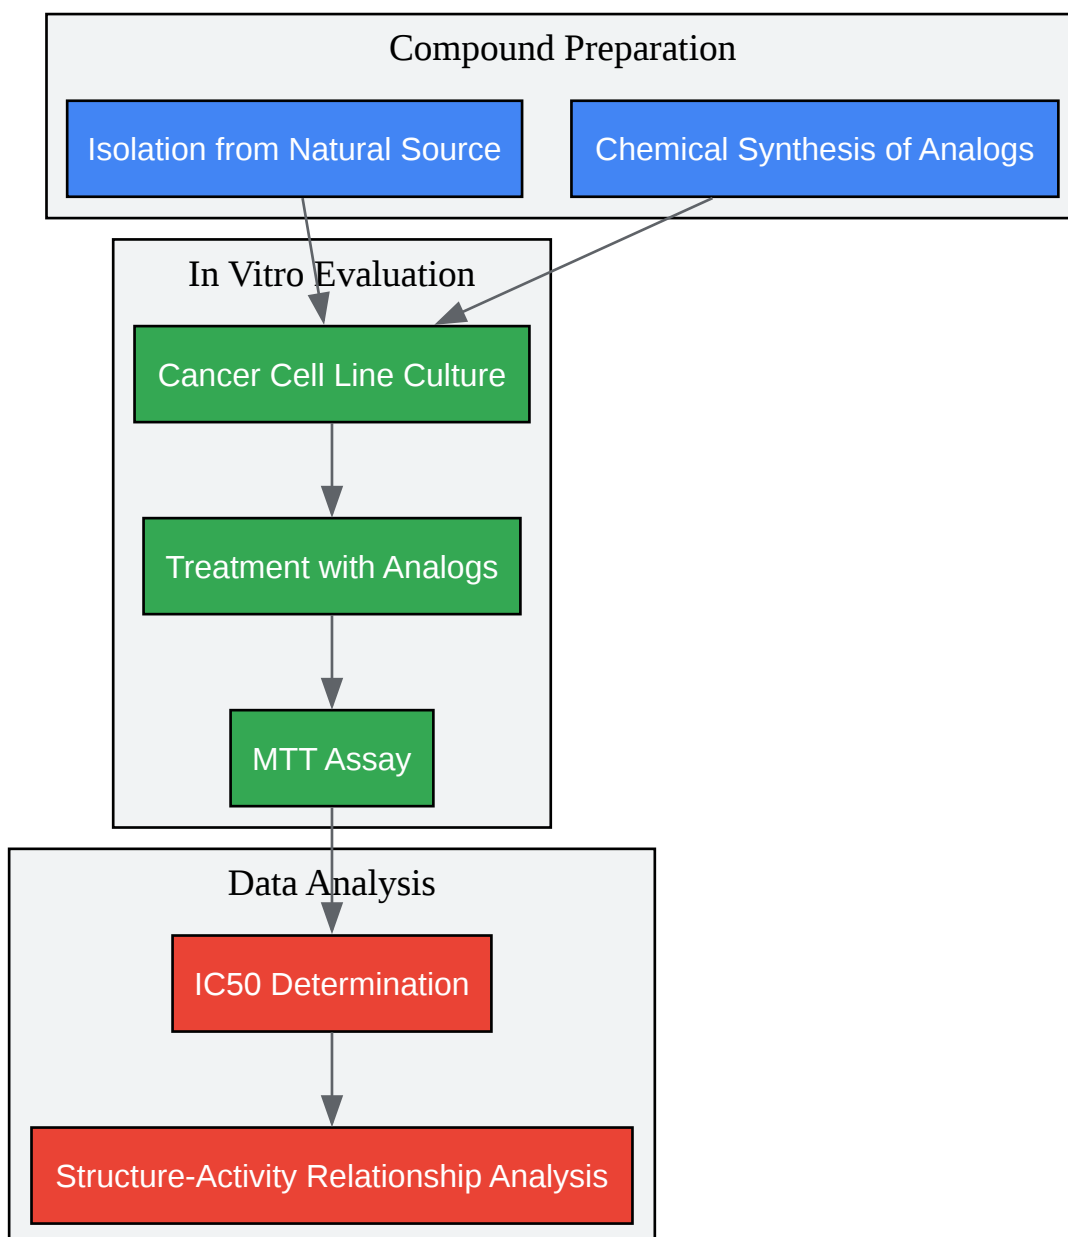 Compound Preparation
Isolation from Natural Source
Chemical Synthesis of Analogs
In Vitro Evaluation
Cancer Cell Line Culture
Treatment with Analogs
MTT Assay
Data Analysis
IC50 Determination
Structure-Activity Relationship Analysis